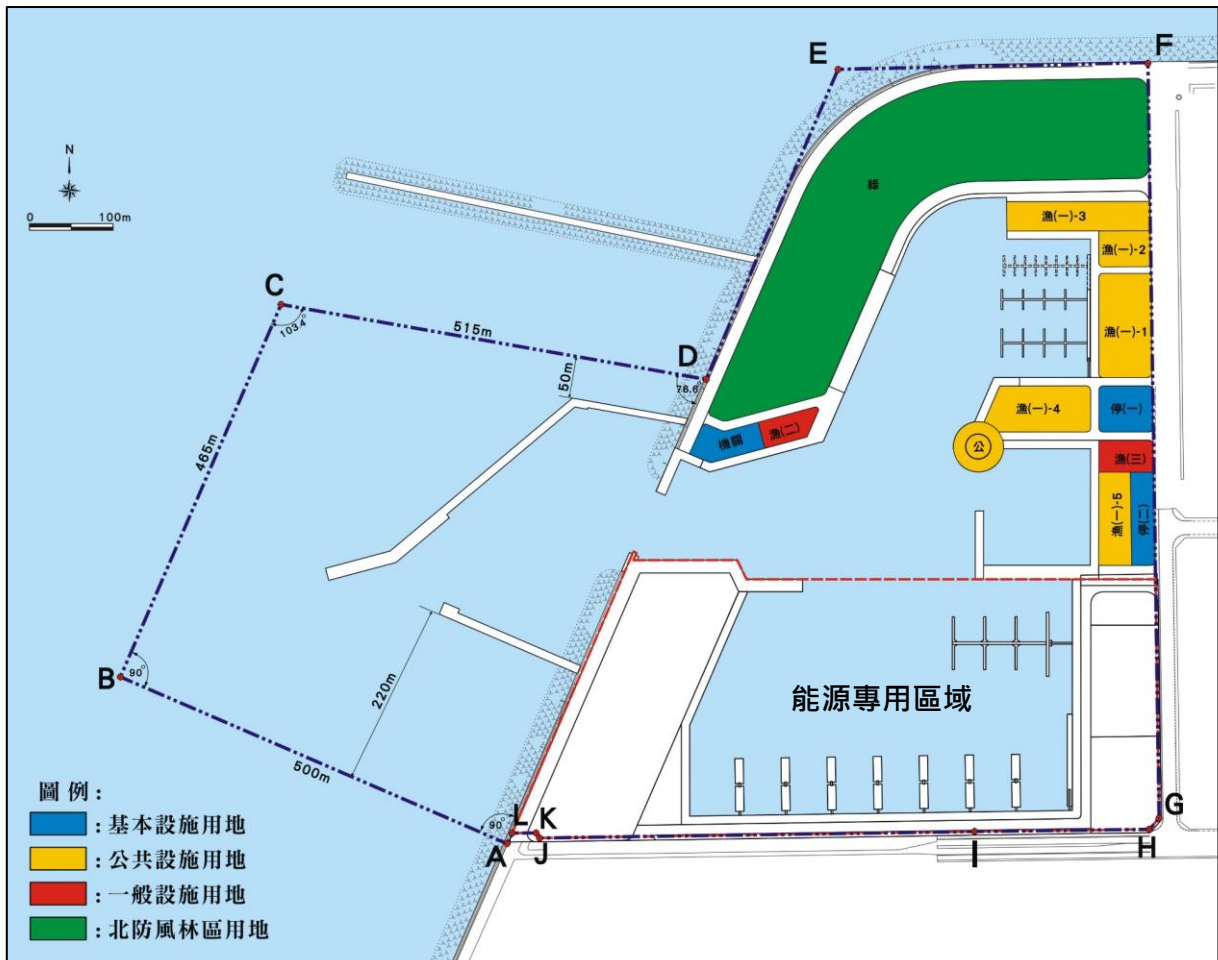 E
F
N
0 100m
綠
漁(一)-3
漁(一)-2
C
103.4°
515m
漁(一)-1
D
76.6°
50m
漁(一)-4
停(一)
機關
漁(二)
公
漁(三)
465m
漁(一)-5
停(二)
B
90°
220m
能源專用區域
500m
圖例:
:基本設施用地
:公共設施用地
:一般設施用地
:北防風林區用地
90°
L
K
A
J
I
H
G